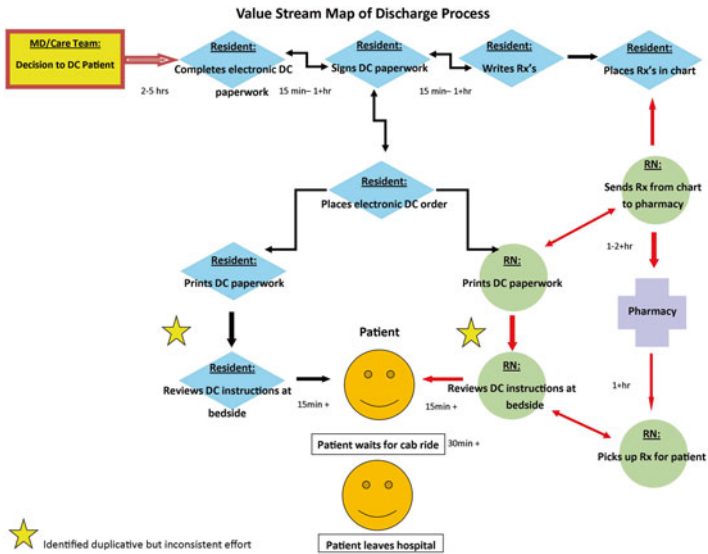 Value Stream Map of Discharge Process
MD/Care Team:
Decision to DC Patient
2-5 hrs
Resident:
Completes electronic DC
paperwork
15 min– 1+hr
Resident:
Signs DC paperwork
15 min– 1+hr
Resident:
Writes Rx's
Resident:
Places Rx's in chart
Resident:
Places electronic DC order
RN:
Sends Rx from chart
to pharmacy
1-2+hr
Resident:
Prints DC paperwork
RN:
Prints DC paperwork
Pharmacy
Patient
Resident:
Reviews DC instructions at
bedside
15min +
15min +
RN:
Reviews DC instructions at
bedside
1+hr
Patient waits for cab ride
30min +
RN:
Picks up Rx for patient
Patient leaves hospital
Identified duplicative but inconsistent effort